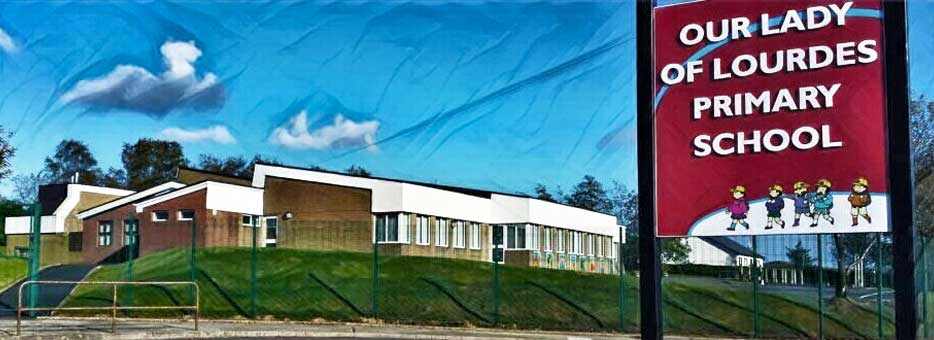 OUR LADY
OF LOURDES
PRIMARY
SCHOOL